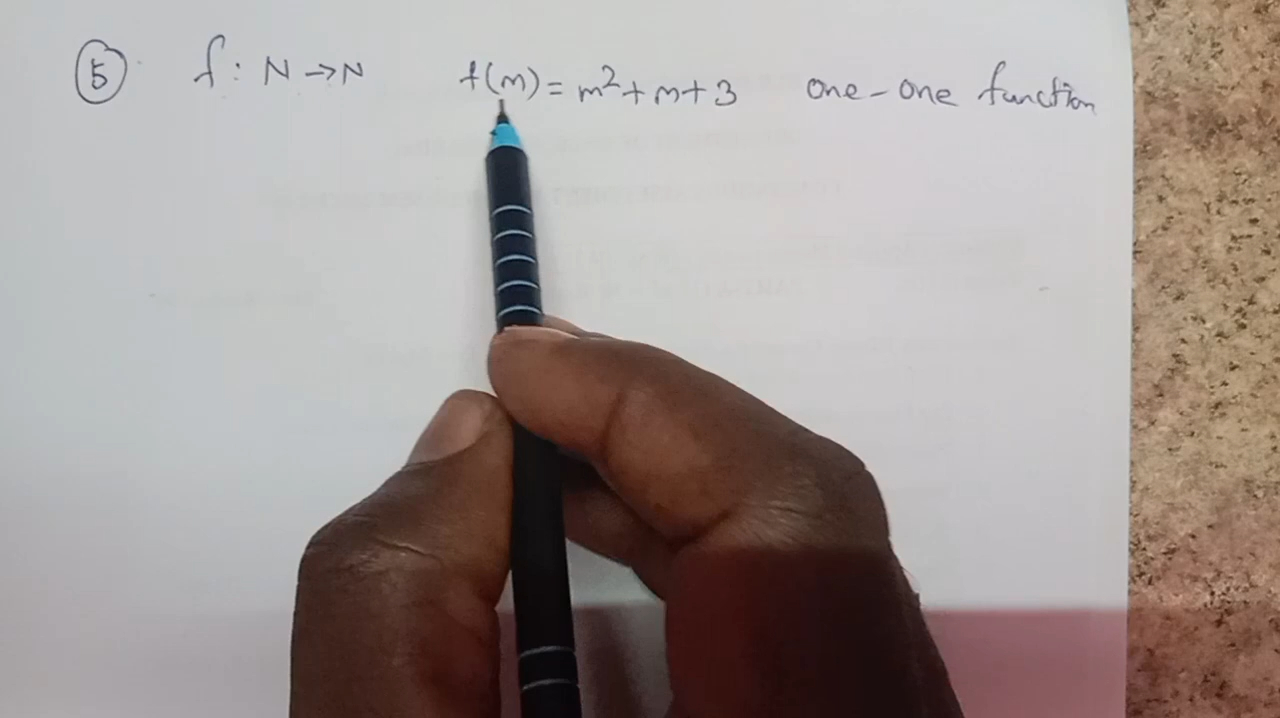 5 f : N → N f(m) = m² + m + 3 one-one function